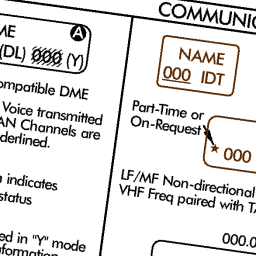 COMMUNIC
ME
A
(DL) 000 (Y)
ompatible DME
Voice transmitted
AN Channels are
derlined.
n indicates
status
ed in "Y" mode
formation
NAME
000 IDT
Part-Time or
On-Request
* 000
LF/MF Non-directional
VHF Freq paired with TA
000.0